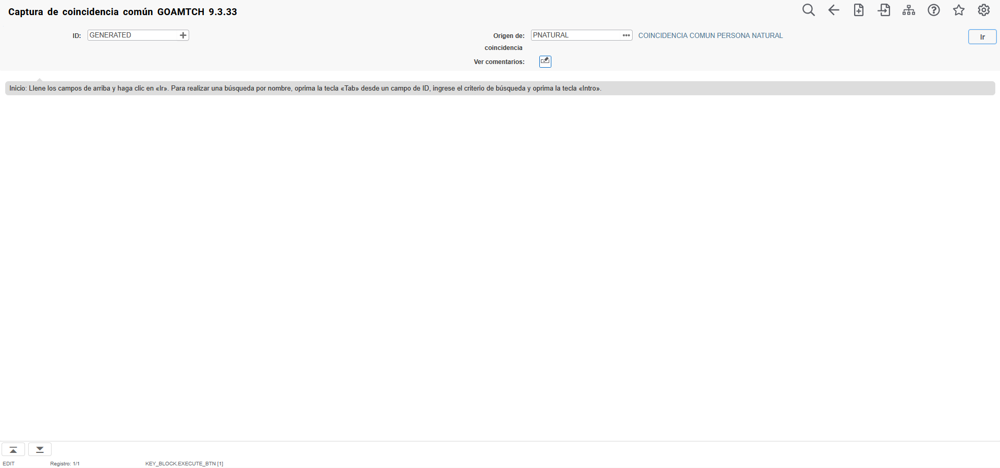 Captura de coincidencia común GOAMTCH 9.3.33
ID: GENERATED
Origen de: PNATURAL ••• COINCIDENCIA COMUN PERSONA NATURAL
coincidencia
Ir
Ver comentarios:
Inicio: Llene los campos de arriba y haga clic en «Ir». Para realizar una búsqueda por nombre, oprima la tecla «Tab» desde un campo de ID, ingrese el criterio de búsqueda y oprima la tecla «Intro».
EDIT Registro: 1/1 KEY_BLOCK.EXECUTE_BTN [1]